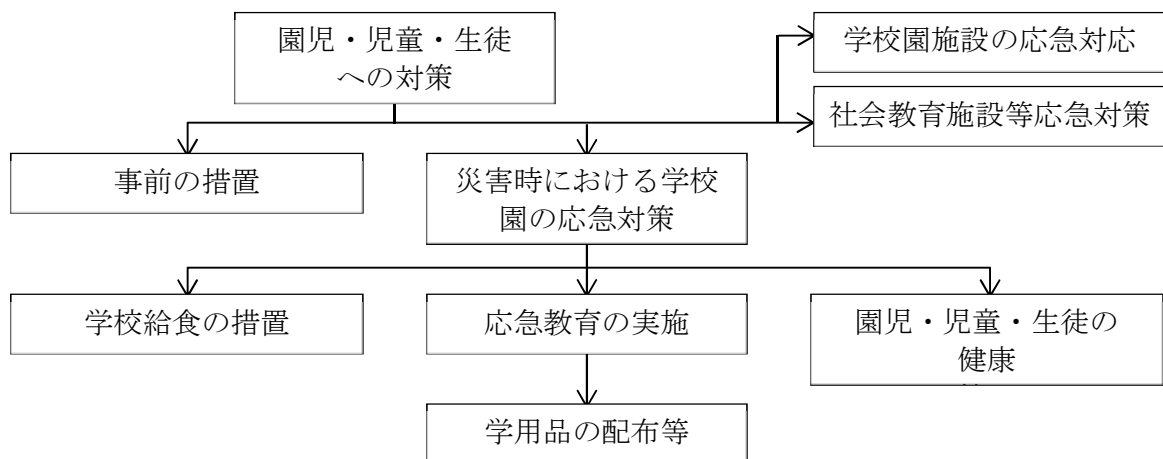 園児・児童・生徒
への対策
学校園施設の応急対応
社会教育施設等応急対策
事前の措置
災害時における学校
園の応急対策
学校給食の措置
応急教育の実施
園児・児童・生徒の
健康
学用品の配布等